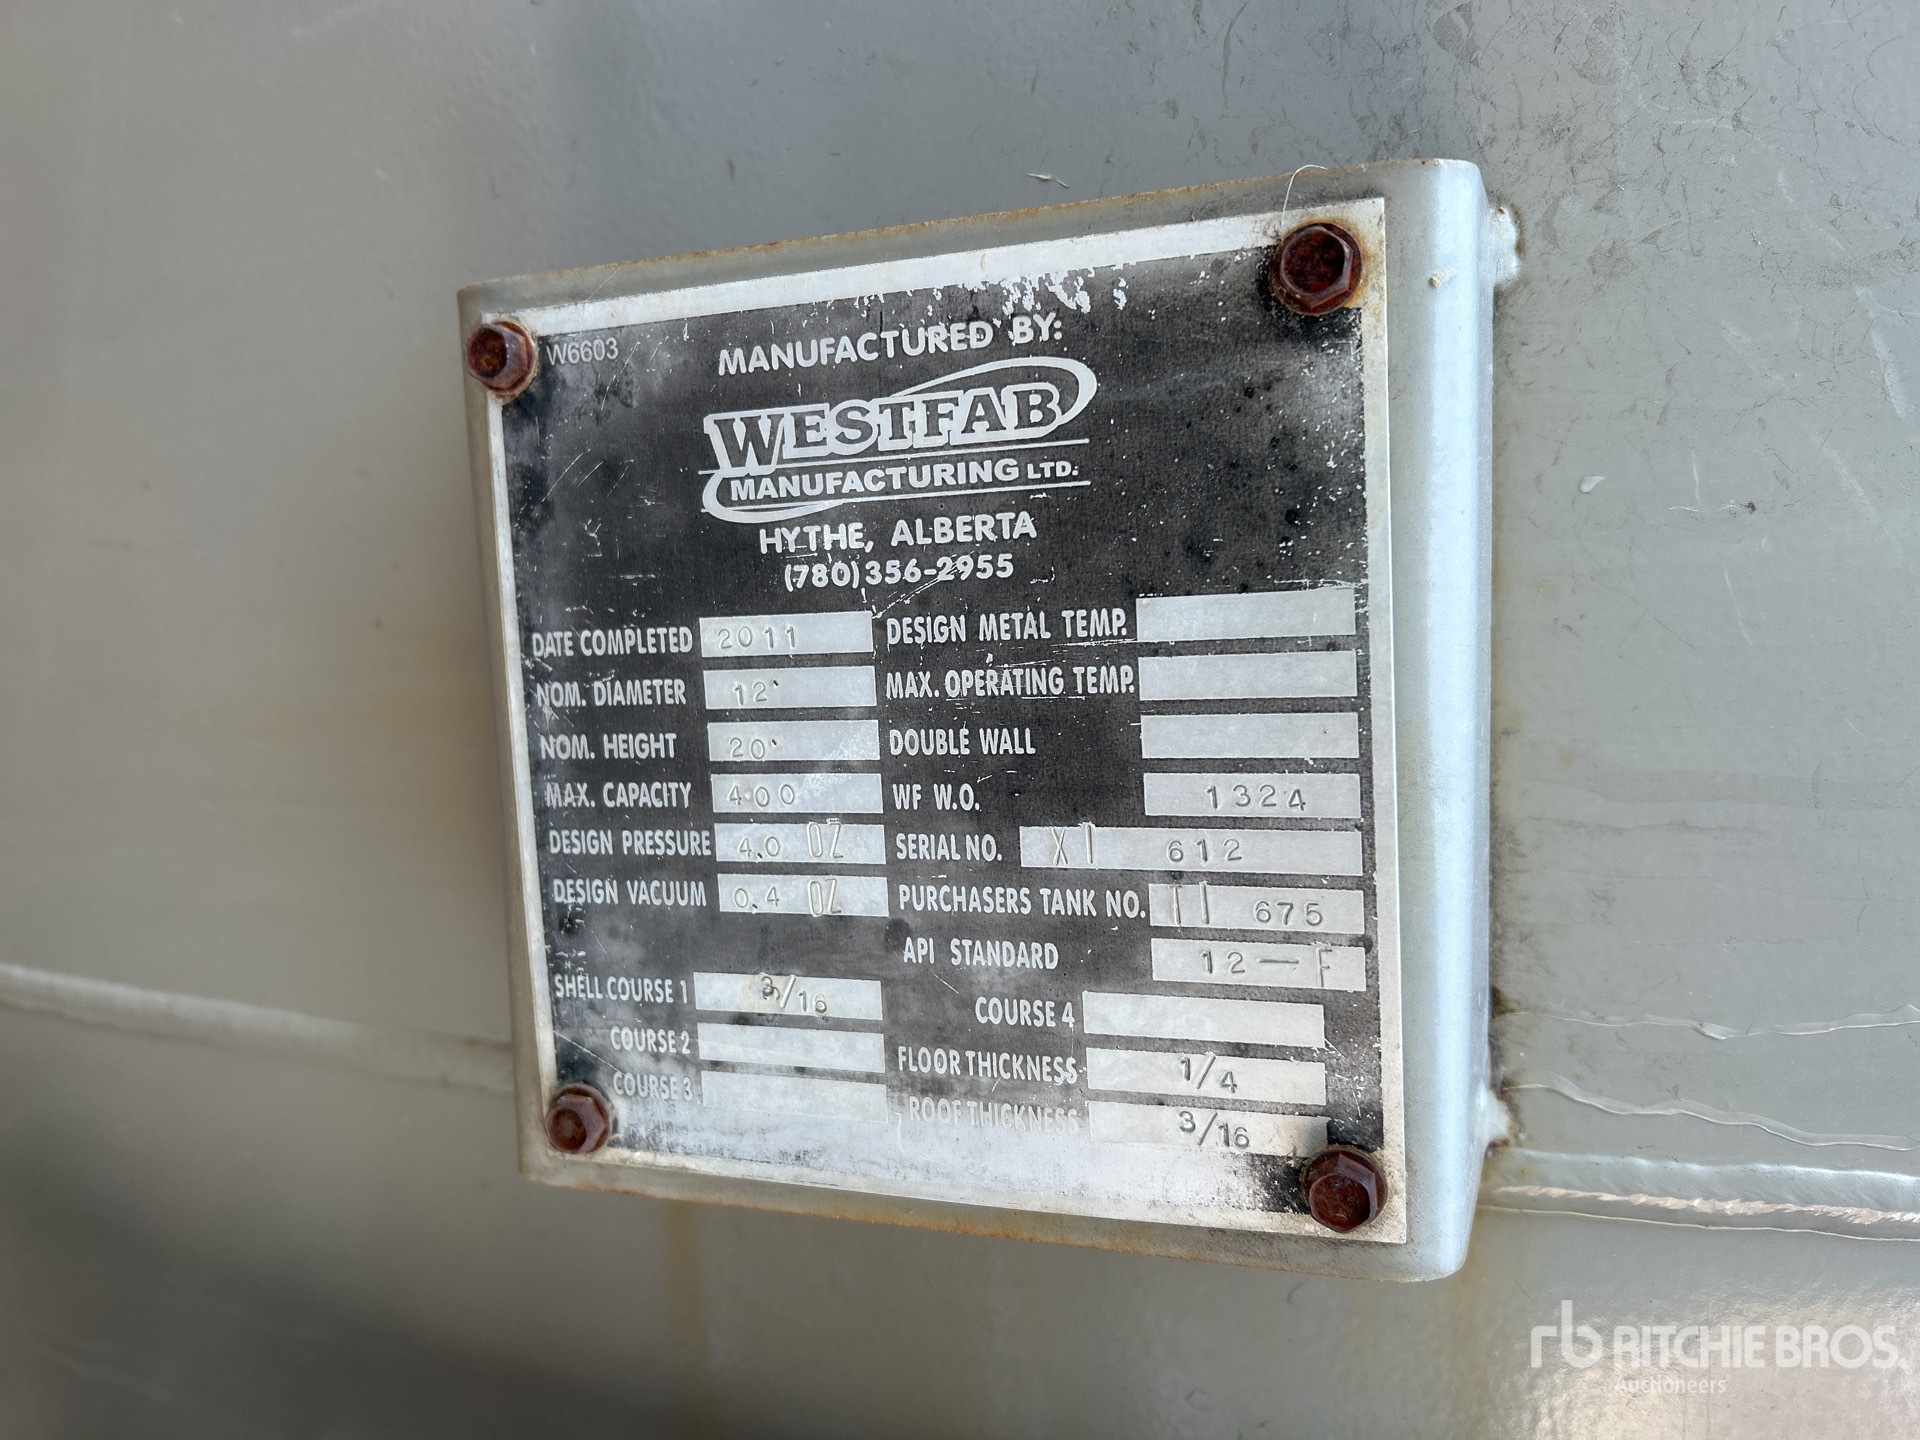 W6603
MANUFACTURED BY:
WESTFAB
MANUFACTURING LTD.
HYTHE, ALBERTA
(780)356-2955
DATE COMPLETED 2011
NOM. DIAMETER 12'
NOM. HEIGHT 20'
MAX. CAPACITY 400
DESIGN PRESSURE 4.0 OZ
DESIGN VACUUM 0.4 OZ
SHELL COURSE 1 3/16
COURSE 2
COURSE 3
DESIGN METAL TEMP.
MAX. OPERATING TEMP.
DOUBLE WALL
WF W.O. 1324
SERIAL NO. X1 612
PURCHASERS TANK NO. 675
API STANDARD 12-F
COURSE 4
FLOOR THICKNESS 1/4
ROOF THICKNESS 3/16
rb RITCHIE BROS.
Auctioneers